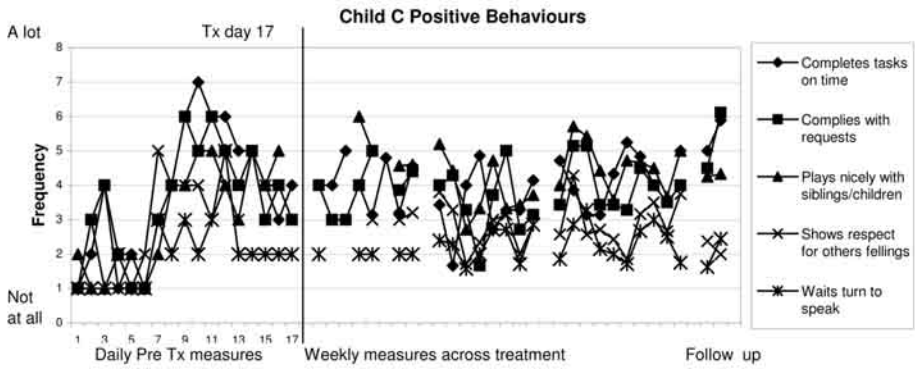 Child C Positive Behaviours
A lot
Tx day 17
8
7
6
5
4
3
2
1
0
Frequency
Not
at all
1 3 5 7 9 11 13 15 17
Daily Pre Tx measures
Weekly measures across treatment
Follow up
Completes tasks
on time
Complies with
requests
Plays nicely with
siblings/children
Shows respect
for others fellings
Waits turn to
speak